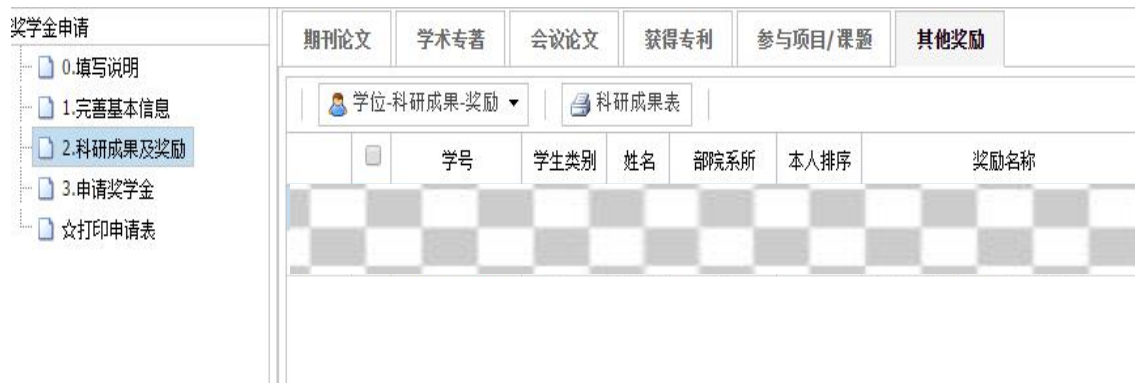 奖学金申请
0.填写说明
1.完善基本信息
2.科研成果及奖励
3.申请奖学金
☆打印申请表
期刊论文 学术专著 会议论文 获得专利 参与项目/课题 其他奖励
学位-科研成果-奖励 科研成果表
学号 学生类别 姓名 部院系所 本人排序 奖励名称